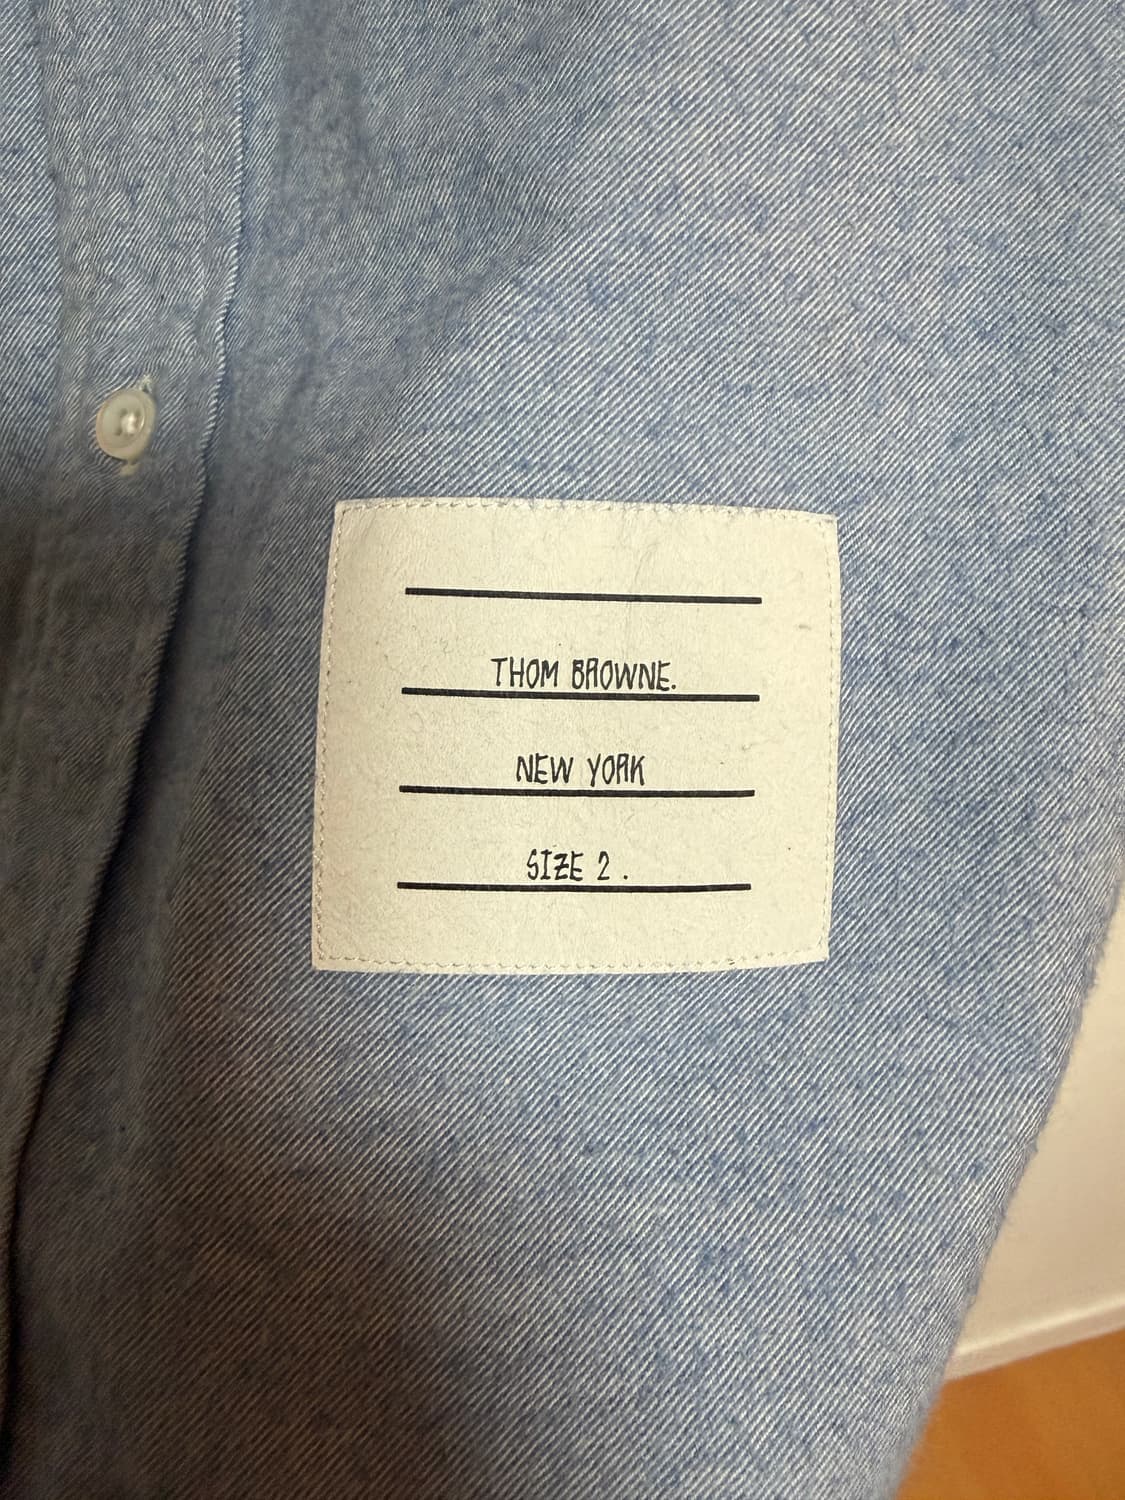 THOM BROWNE.
NEW YORK
SIZE 2 .